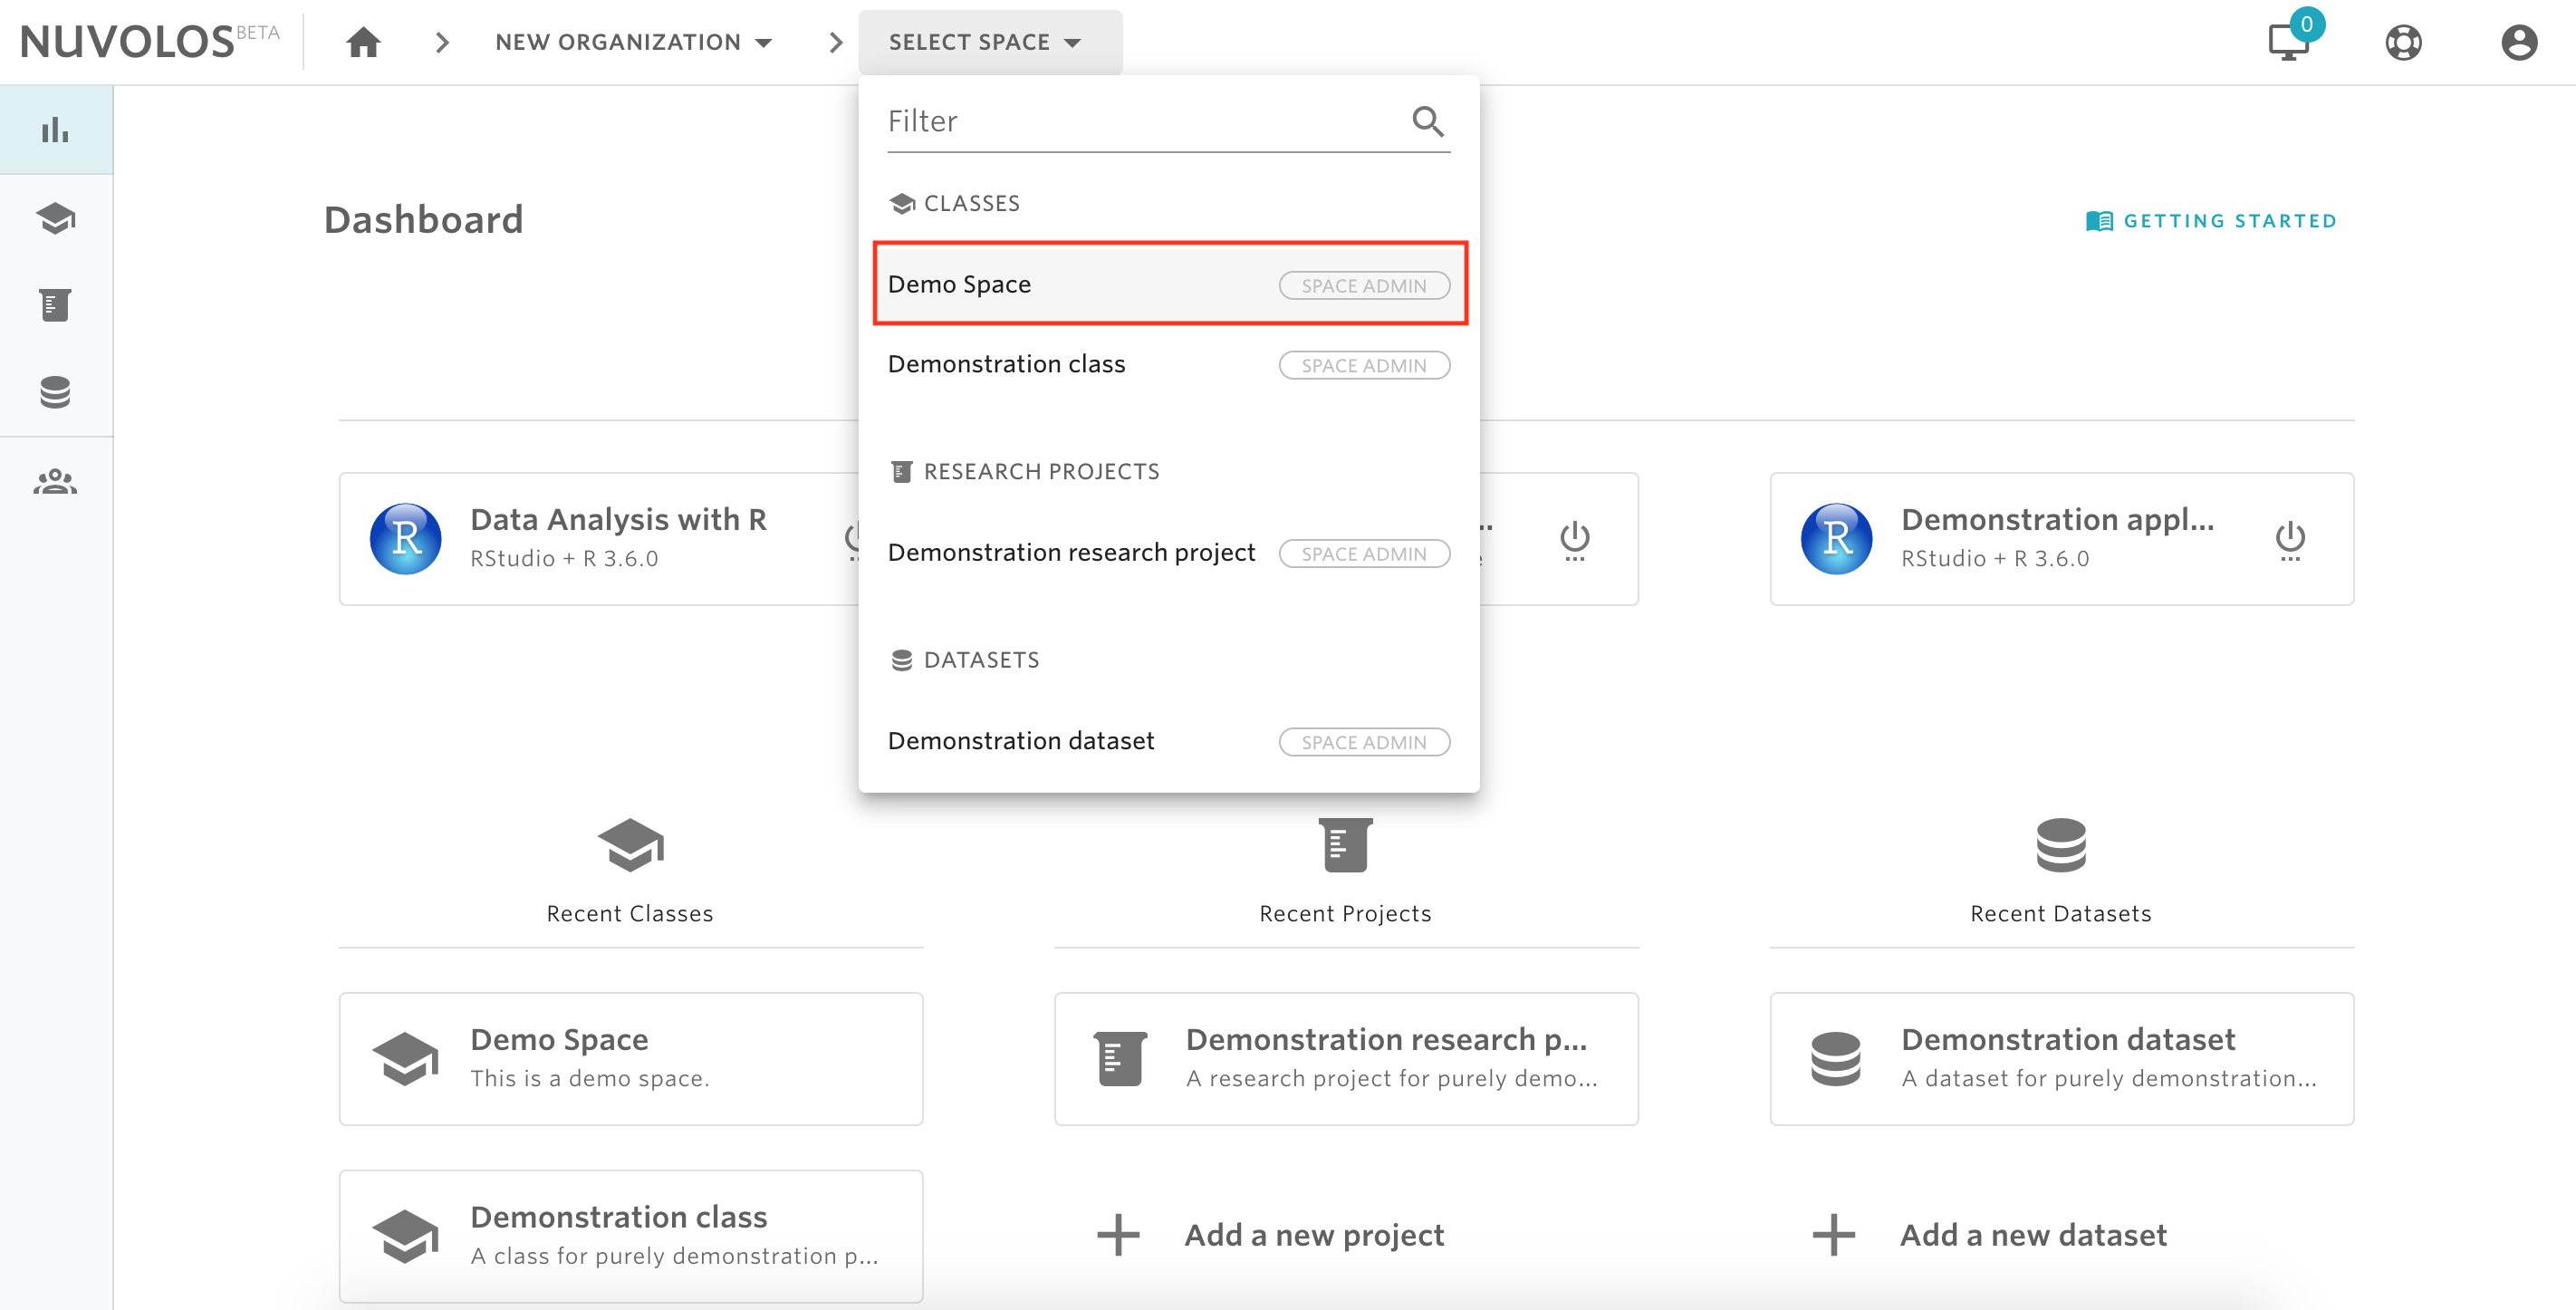 NUVOLOS BETA
NEW ORGANIZATION
SELECT SPACE
0
Filter
CLASSES
Demo Space SPACE ADMIN
Demonstration class SPACE ADMIN
RESEARCH PROJECTS
Demonstration research project SPACE ADMIN
DATASETS
Demonstration dataset SPACE ADMIN
Dashboard
GETTING STARTED
Data Analysis with R
RStudio + R 3.6.0
...
Demonstration appl...
RStudio + R 3.6.0
Recent Classes
Recent Projects
Recent Datasets
Demo Space
This is a demo space.
Demonstration research p...
A research project for purely demo...
Demonstration dataset
A dataset for purely demonstration...
Demonstration class
A class for purely demonstration p...
Add a new project
Add a new dataset